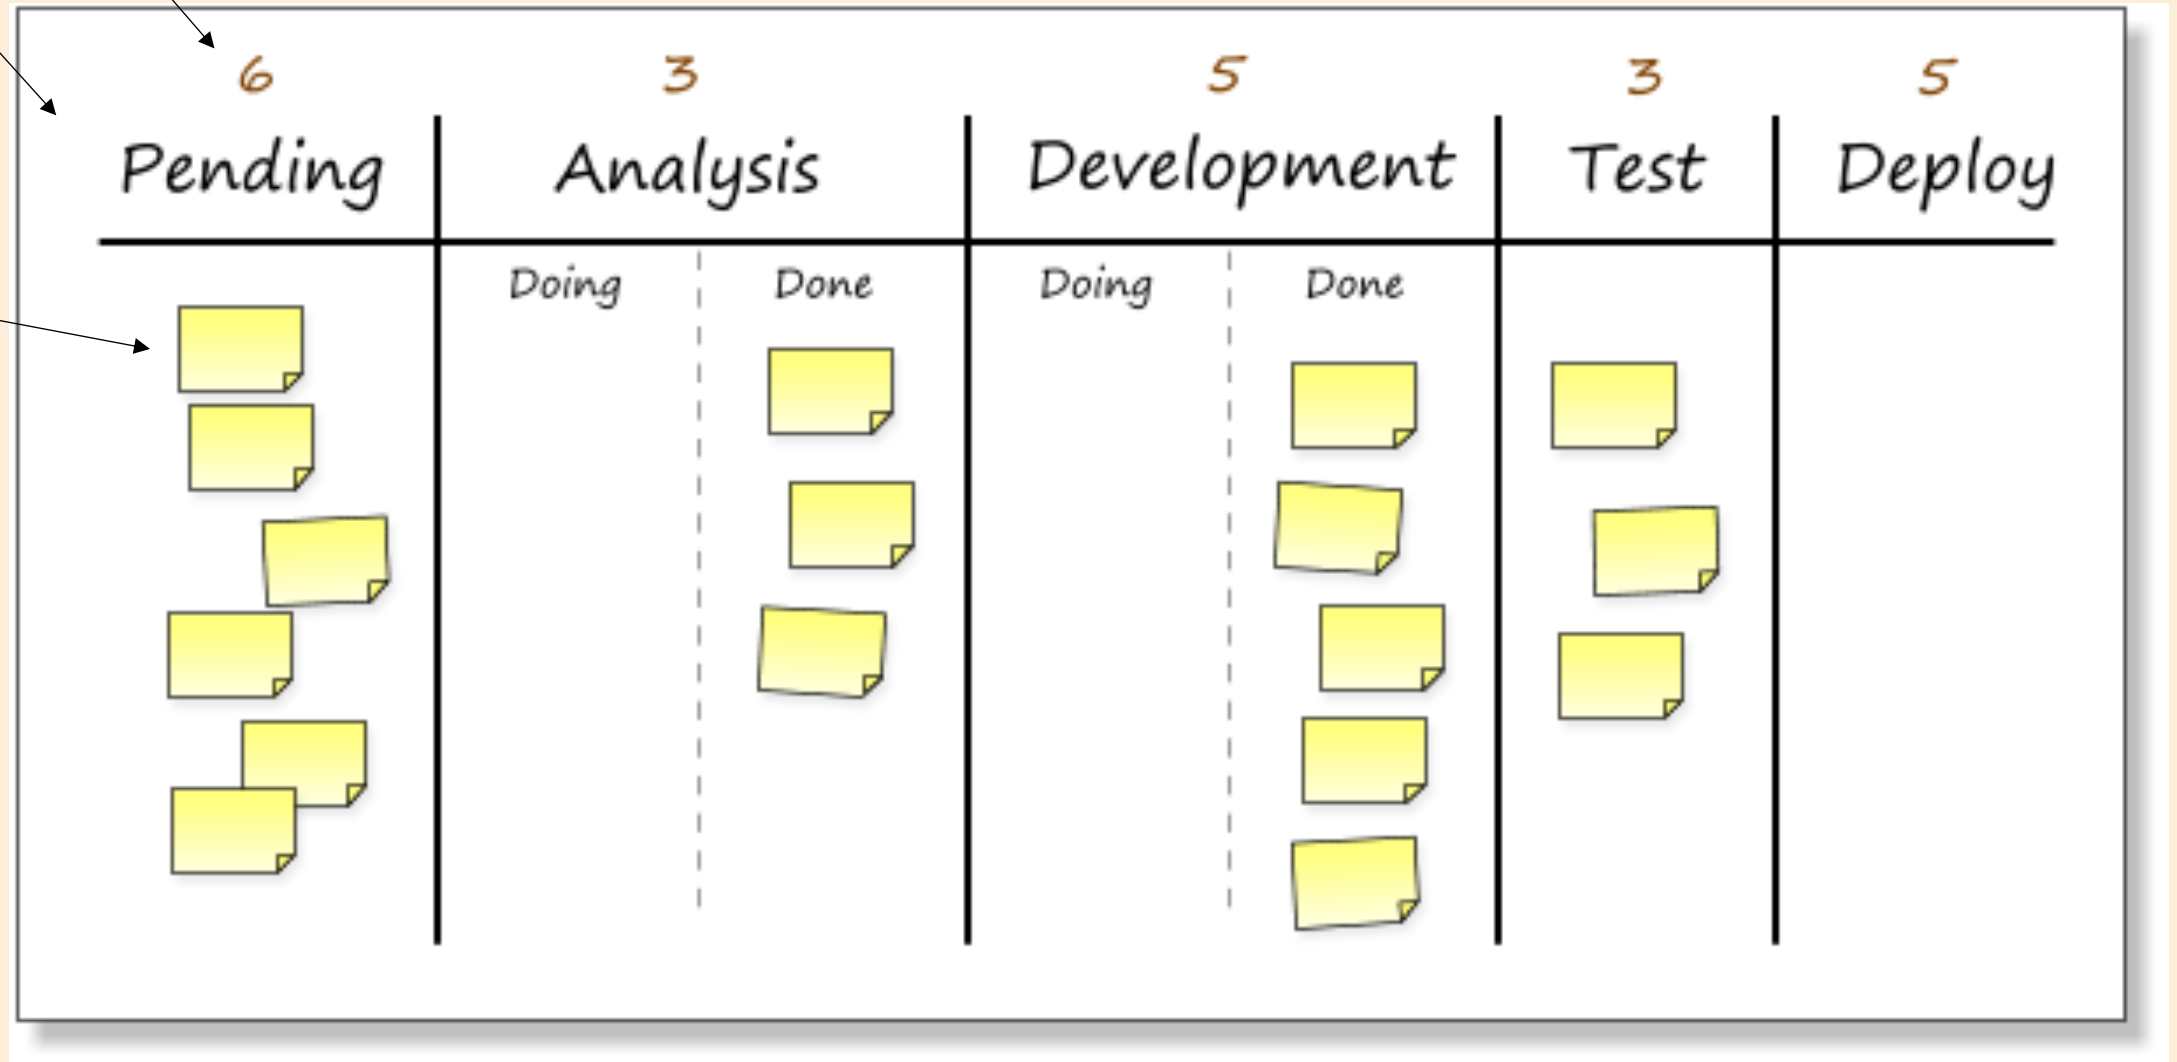 6 3 5 3 5
Pending Analysis Development Test Deploy
Doing Done Doing Done